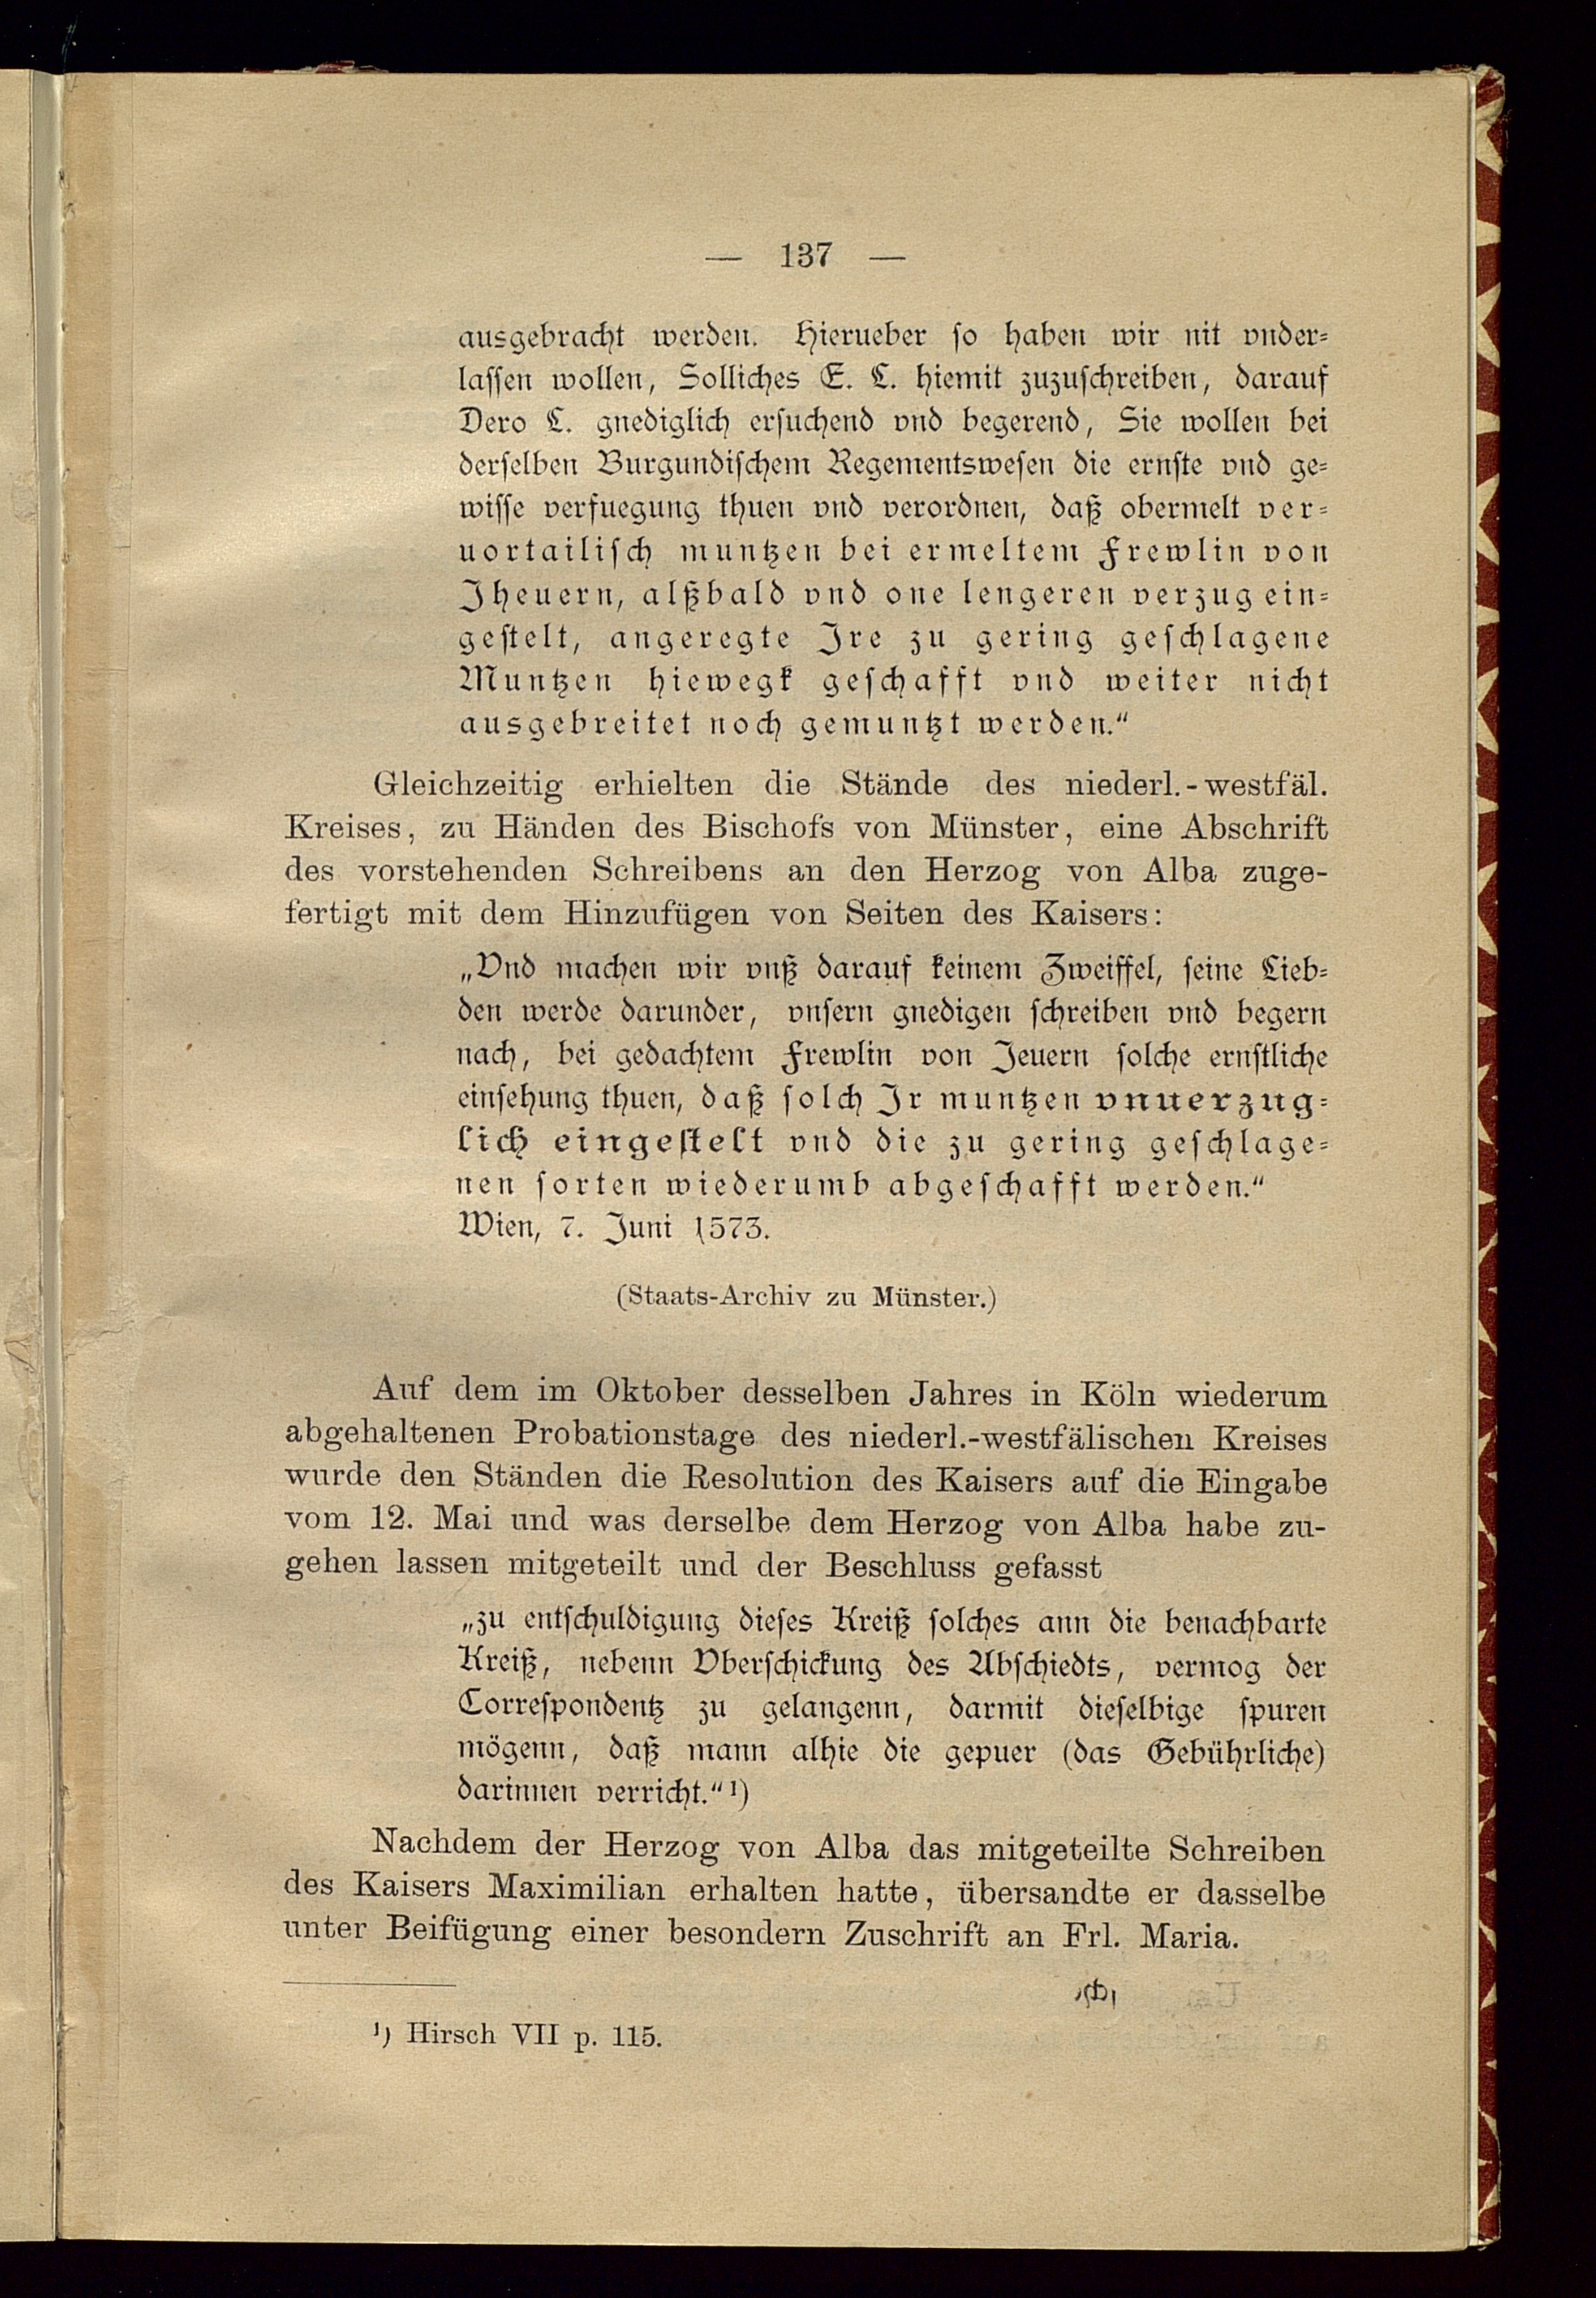 — 137 —
ausgebracht werden. Hierueber so haben wir nit vnder-
lassen wollen, Solliches E. L. hiemit zuzuschreiben, darauf
Dero L. gnediglich ersuchend vnd begerend, Sie wollen bei
derselben Burgundischem Regementswesen die ernste vnd ge-
wisse verfuegung thuen vnd verordnen, daß obermelt ver-
uortailisch muntzen bei ermeltem Frewlin von
Jheuern, alßbald vnd one lengeren verzug ein-
gestelt, angeregte Ire zu gering geschlagene
Muntzen hiewegk geschafft vnd weiter nicht
ausgebreitet noch gemuntzt werden.“
Gleichzeitig erhielten die Stände des niederl.-westfäl.
Kreises, zu Händen des Bischofs von Münster, eine Abschrift
des vorstehenden Schreibens an den Herzog von Alba zuge-
fertigt mit dem Hinzufügen von Seiten des Kaisers:
„Vnd machen wir vnß darauf keinem Zweiffel, seine Lieb-
den werde darunder, vnsern gnedigen schreiben vnd begern
nach, bei gedachtem Frewlin von Jeuern solche ernstliche
einsehung thuen, daß solch Ir muntzen vnuerzug-
lich eingestelt vnd die zu gering geschlage-
nen sorten wiederumb abgeschafft werden.“
Wien, 7. Juni 1573.
(Staats-Archiv zu Münster.)
Auf dem im Oktober desselben Jahres in Köln wiederum
abgehaltenen Probationstage des niederl.-westfälischen Kreises
wurde den Ständen die Resolution des Kaisers auf die Eingabe
vom 12. Mai und was derselbe dem Herzog von Alba habe zu-
gehen lassen mitgeteilt und der Beschluss gefasst
„zu entschuldigung dieses Kreiß solches ann die benachbarte
Kreiß, nebenn Vberschickung des Abschiedts, vermog der
Correspondentz zu gelangenn, darmit dieselbige spuren
mögenn, daß mann alhie die gepuer (das Gebührliche)
darinnen verricht.“¹)
Nachdem der Herzog von Alba das mitgeteilte Schreiben
des Kaisers Maximilian erhalten hatte, übersandte er dasselbe
unter Beifügung einer besondern Zuschrift an Frl. Maria.
¹) Hirsch VII p. 115.